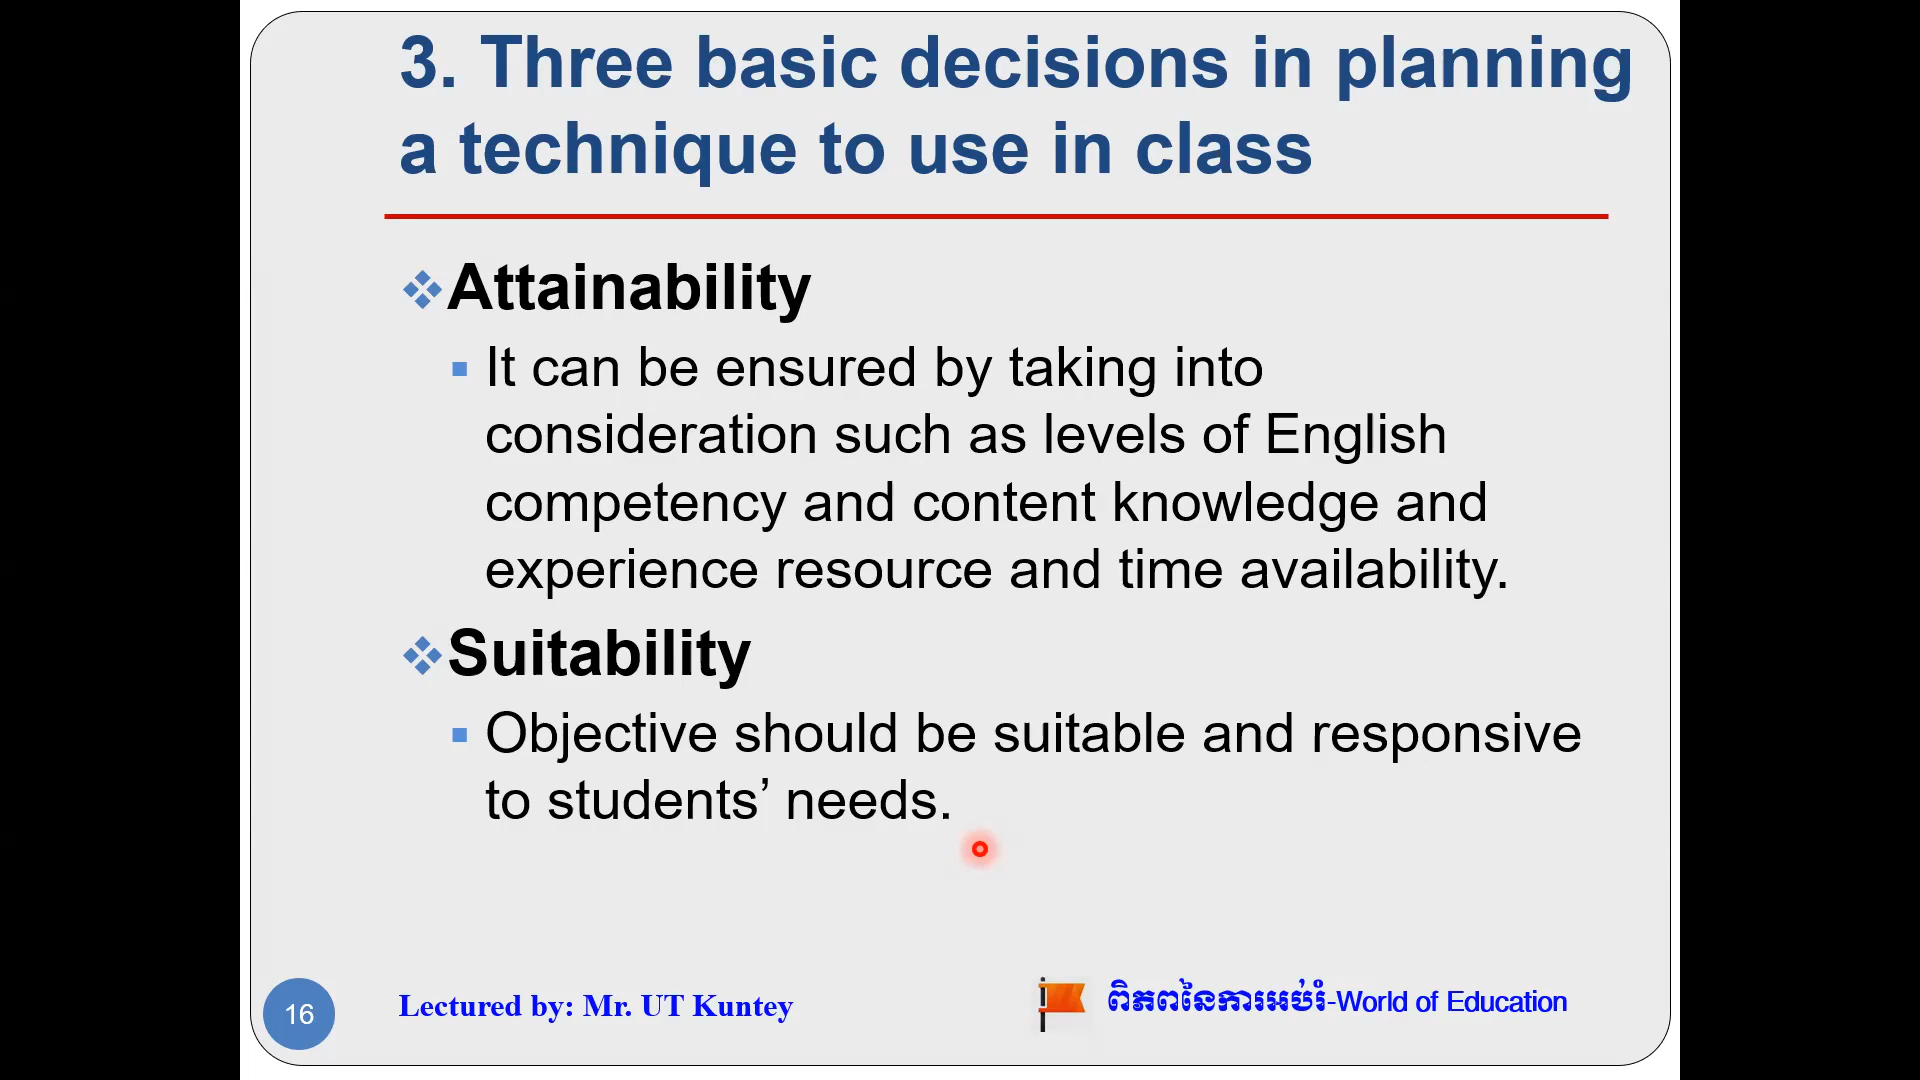 3. Three basic decisions in planning
a technique to use in class
Attainability
It can be ensured by taking into
consideration such as levels of English
competency and content knowledge and
experience resource and time availability.
Suitability
Objective should be suitable and responsive
to students’ needs.
16
Lectured by: Mr. UT Kuntey
ពិភពនៃការអប់រំ-World of Education